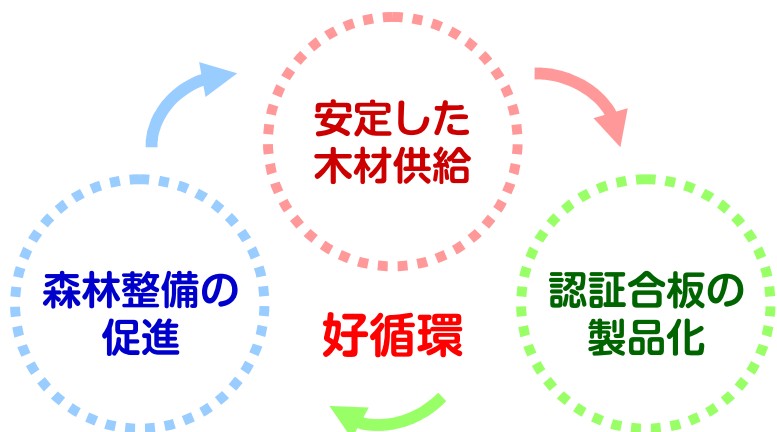 安定した
木材供給
森林整備の
促進
好循環
認証合板の
製品化